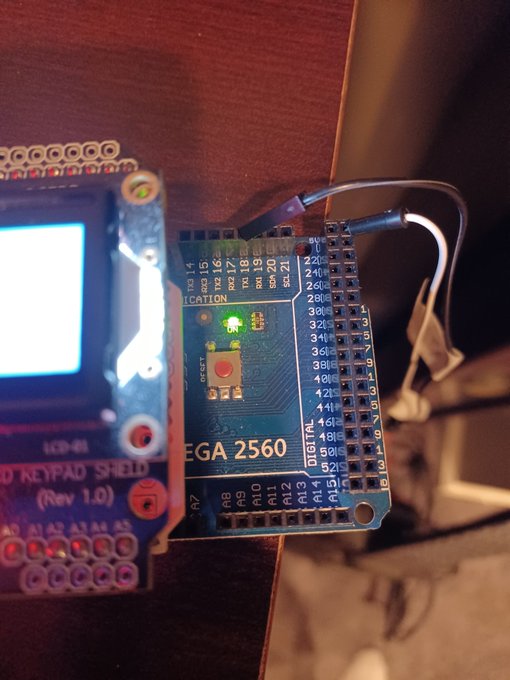 TX3 14
RX3 15
TX2 16
RX2 17
TX1 18
RX1 19
SDA 20
SCL 21
ICATION
ON
RESET
22
24
26
28
30
32
34
36
38
40
42
44
46
48
50
52
DIGITAL
EGA 2560
D KEYPAD SHIELD
(Rev 1.0)
A0 A1 A2 A3 A4 A5
A7 A8 A9 A10 A11 A12 A13 A14 A15